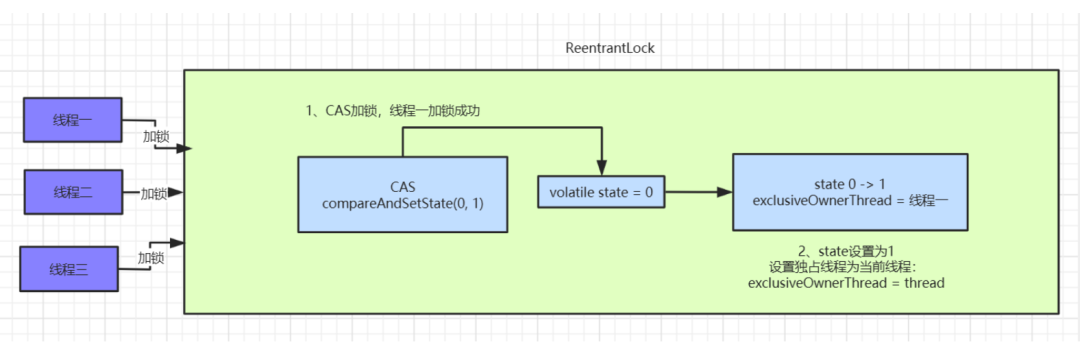 ReentrantLock
线程一
加锁
线程二
加锁
线程三
加锁
1、CAS加锁，线程一加锁成功
CAS
compareAndSetState(0, 1)
volatile state = 0
state 0 -> 1
exclusiveOwnerThread = 线程一
2、state设置为1
设置独占线程为当前线程：
exclusiveOwnerThread = thread